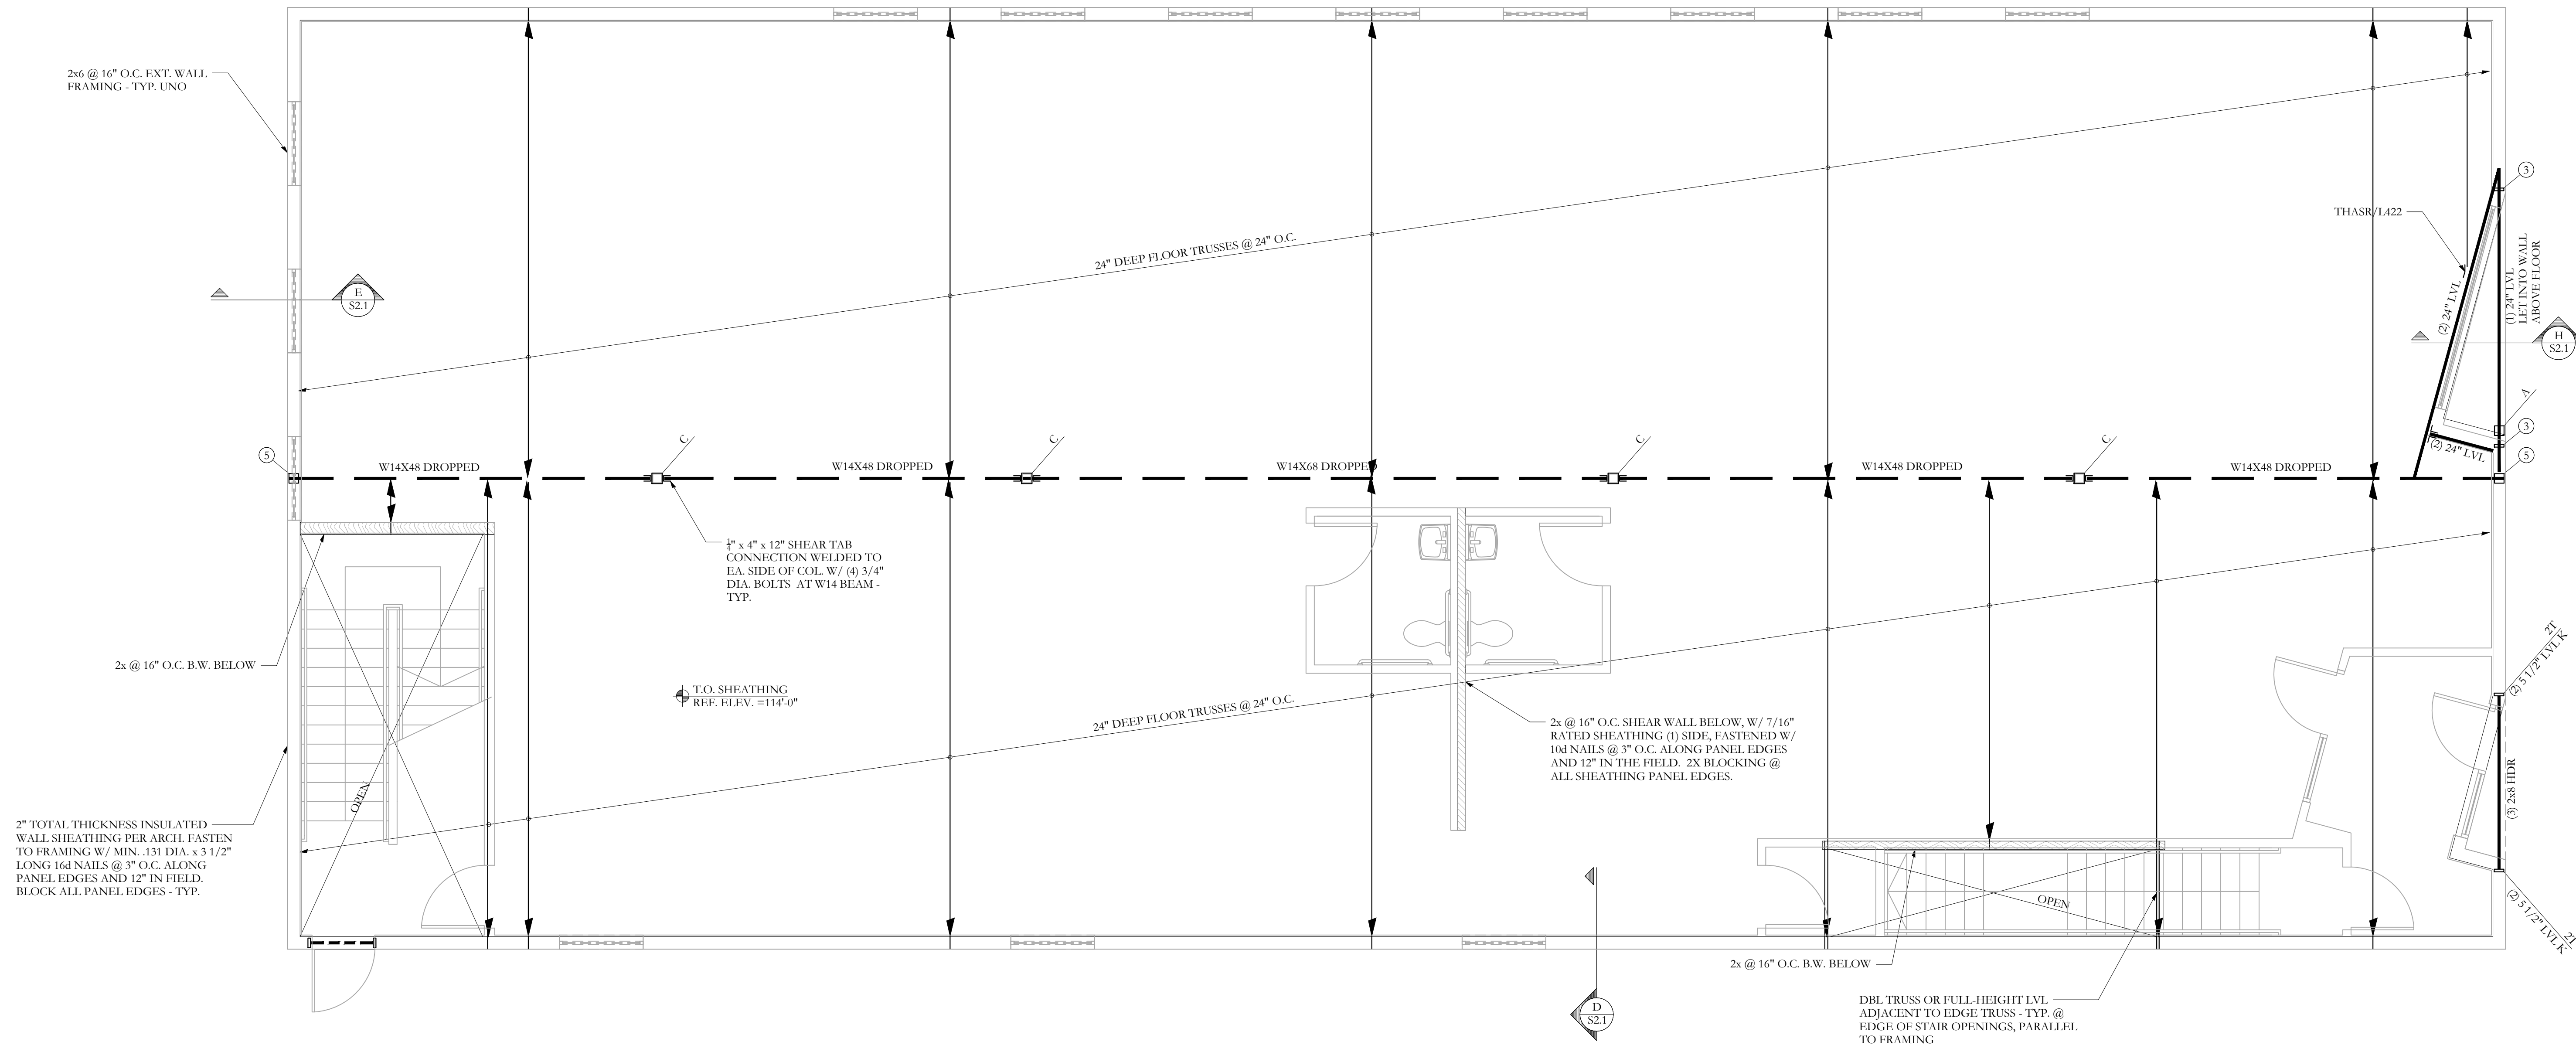 2x6 @ 16" O.C. EXT. WALL
FRAMING - TYP. UNO
3
THASR/L422
24" DEEP FLOOR TRUSSES @ 24" O.C.
(2) 24" LVL
(1) 24" LVL
LET INTO WALL
ABOVE FLOOR
E
S2.1
H
S2.1
A
3
(2) 24" LVL
5
5
C
C
C
C
W14X48 DROPPED
W14X48 DROPPED
W14X68 DROPPED
W14X48 DROPPED
W14X48 DROPPED
1/4" x 4" x 12" SHEAR TAB
CONNECTION WELDED TO
EA. SIDE OF COL. W/ (4) 3/4"
DIA. BOLTS AT W14 BEAM -
TYP.
2x @ 16" O.C. B.W. BELOW
T.O. SHEATHING
REF. ELEV. =114'-0"
24" DEEP FLOOR TRUSSES @ 24" O.C.
2x @ 16" O.C. SHEAR WALL BELOW, W/ 7/16"
RATED SHEATHING (1) SIDE, FASTENED W/
10d NAILS @ 3" O.C. ALONG PANEL EDGES
AND 12" IN THE FIELD. 2X BLOCKING @
ALL SHEATHING PANEL EDGES.
2T
(2) 5 1/2" LVL K
(3) 2x8 HDR
OPEN
2" TOTAL THICKNESS INSULATED
WALL SHEATHING PER ARCH. FASTEN
TO FRAMING W/ MIN. .131 DIA. x 3 1/2"
LONG 16d NAILS @ 3" O.C. ALONG
PANEL EDGES AND 12" IN FIELD.
BLOCK ALL PANEL EDGES - TYP.
OPEN
2T
(2) 5 1/2" LVL K
2x @ 16" O.C. B.W. BELOW
D
S2.1
DBL TRUSS OR FULL-HEIGHT LVL
ADJACENT TO EDGE TRUSS - TYP. @
EDGE OF STAIR OPENINGS, PARALLEL
TO FRAMING